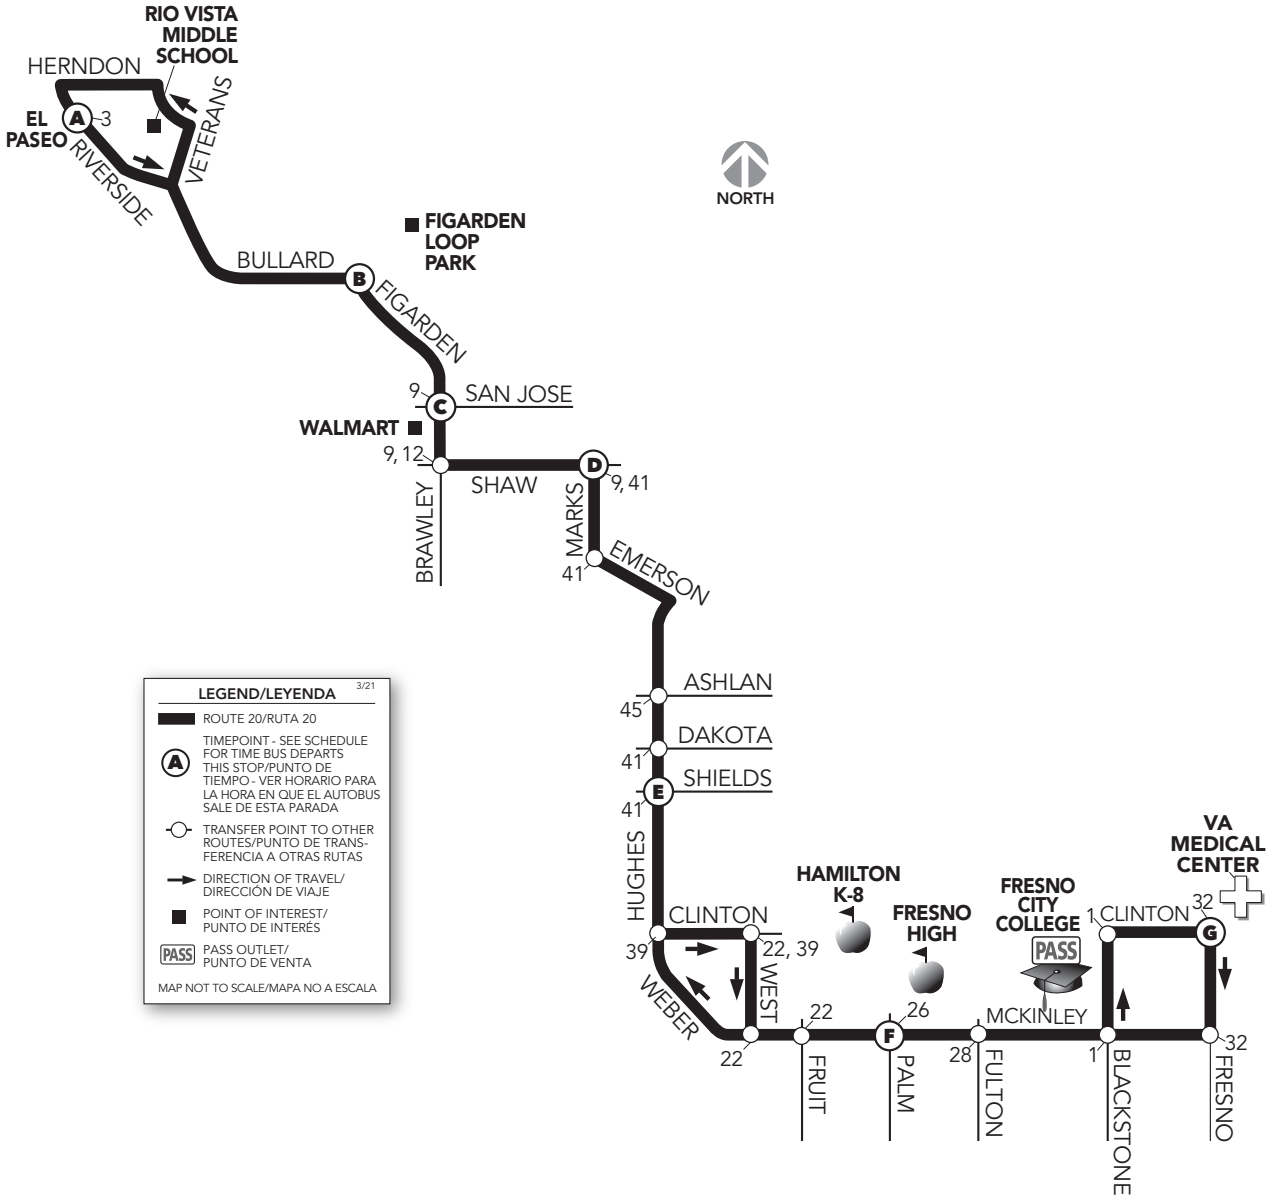 RIO VISTA
MIDDLE
SCHOOL
HERNDON
VETERANS
EL
PASEO
A
3
RIVERSIDE
NORTH
FIGARDEN
LOOP
PARK
BULLARD
B
FIGARDEN
9
C
SAN JOSE
WALMART
9, 12
D
9, 41
SHAW
BRAWLEY
MARKS
41
EMERSON
ASHLAN
45
DAKOTA
41
SHIELDS
E
41
HUGHES
CLINTON
39
22, 39
WEST
WEBER
22
HAMILTON
K-8
FRESNO
HIGH
FRESNO
CITY
COLLEGE
PASS
VA
MEDICAL
CENTER
1
CLINTON
32
G
22
26
MCKINLEY
F
28
1
32
FRUIT
PALM
FULTON
BLACKSTONE
FRESNO
3/21
LEGEND/LEYENDA
ROUTE 20/RUTA 20
A
TIMEPOINT - SEE SCHEDULE
FOR TIME BUS DEPARTS
THIS STOP/PUNTO DE
TIEMPO - VER HORARIO PARA
LA HORA EN QUE EL AUTOBUS
SALE DE ESTA PARADA
TRANSFER POINT TO OTHER
ROUTES/PUNTO DE TRANS-
FERENCIA A OTRAS RUTAS
DIRECTION OF TRAVEL/
DIRECCIÓN DE VIAJE
POINT OF INTEREST/
PUNTO DE INTERÉS
PASS
PASS OUTLET/
PUNTO DE VENTA
MAP NOT TO SCALE/MAPA NO A ESCALA